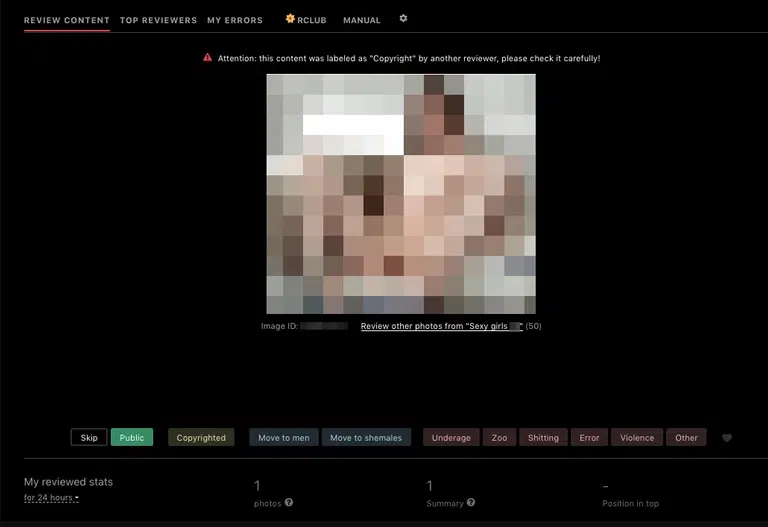 REVIEW CONTENT TOP REVIEWERS MY ERRORS RCLUB MANUAL
Attention: this content was labeled as "Copyright" by another reviewer, please check it carefully!
Image ID: Review other photos from "Sexy girls " (50)
Skip Public Copyrighted Move to men Move to shemales Underage Zoo Shitting Error Violence Other
My reviewed stats 1 1 -
for 24 hours photos ? Summary ? Position in top